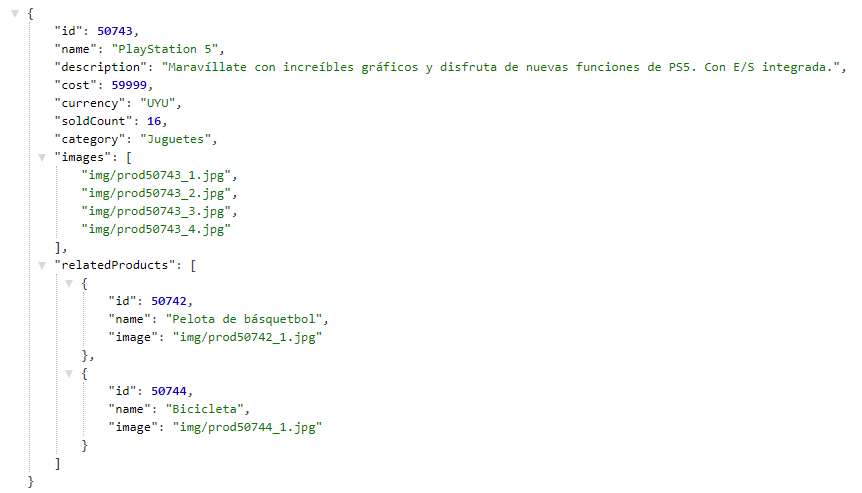 {
"id": 50743,
"name": "PlayStation 5",
"description": "Maravíllate con increíbles gráficos y disfruta de nuevas funciones de PS5. Con E/S integrada.",
"cost": 59999,
"currency": "UYU",
"soldCount": 16,
"category": "Juguetes",
"images": [
"img/prod50743_1.jpg",
"img/prod50743_2.jpg",
"img/prod50743_3.jpg",
"img/prod50743_4.jpg"
],
"relatedProducts": [
{
"id": 50742,
"name": "Pelota de básquetbol",
"image": "img/prod50742_1.jpg"
},
{
"id": 50744,
"name": "Bicicleta",
"image": "img/prod50744_1.jpg"
}
]
}